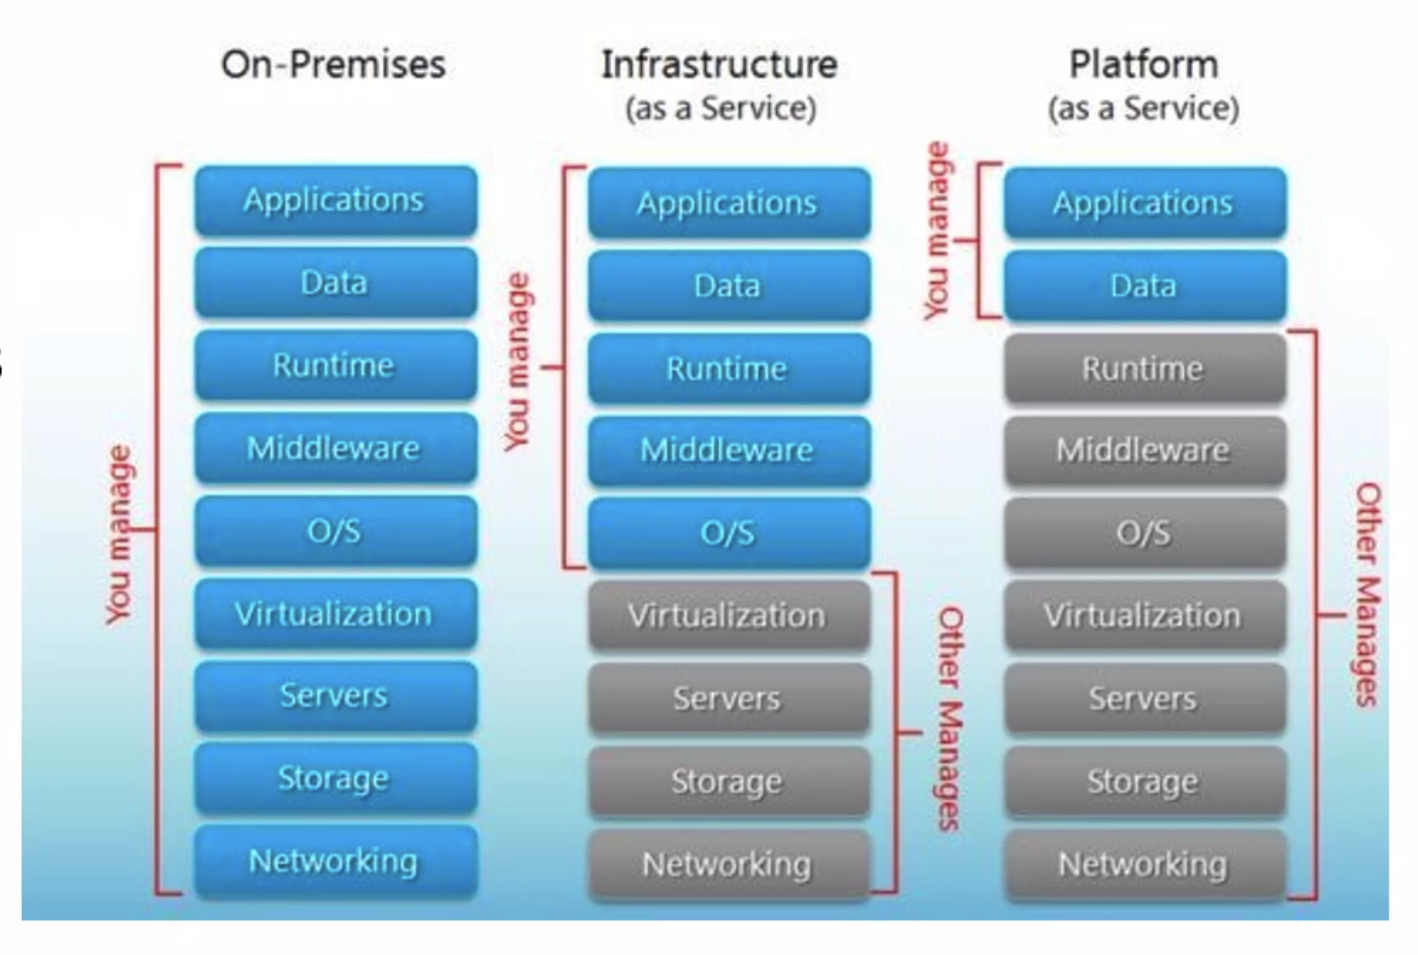 On-Premises
Applications
Data
Runtime
Middleware
O/S
Virtualization
Servers
Storage
Networking
You manage
Infrastructure
(as a Service)
Applications
Data
Runtime
Middleware
O/S
Virtualization
Servers
Storage
Networking
You manage
Other Manages
Platform
(as a Service)
Applications
Data
Runtime
Middleware
O/S
Virtualization
Servers
Storage
Networking
You manage
Other Manages